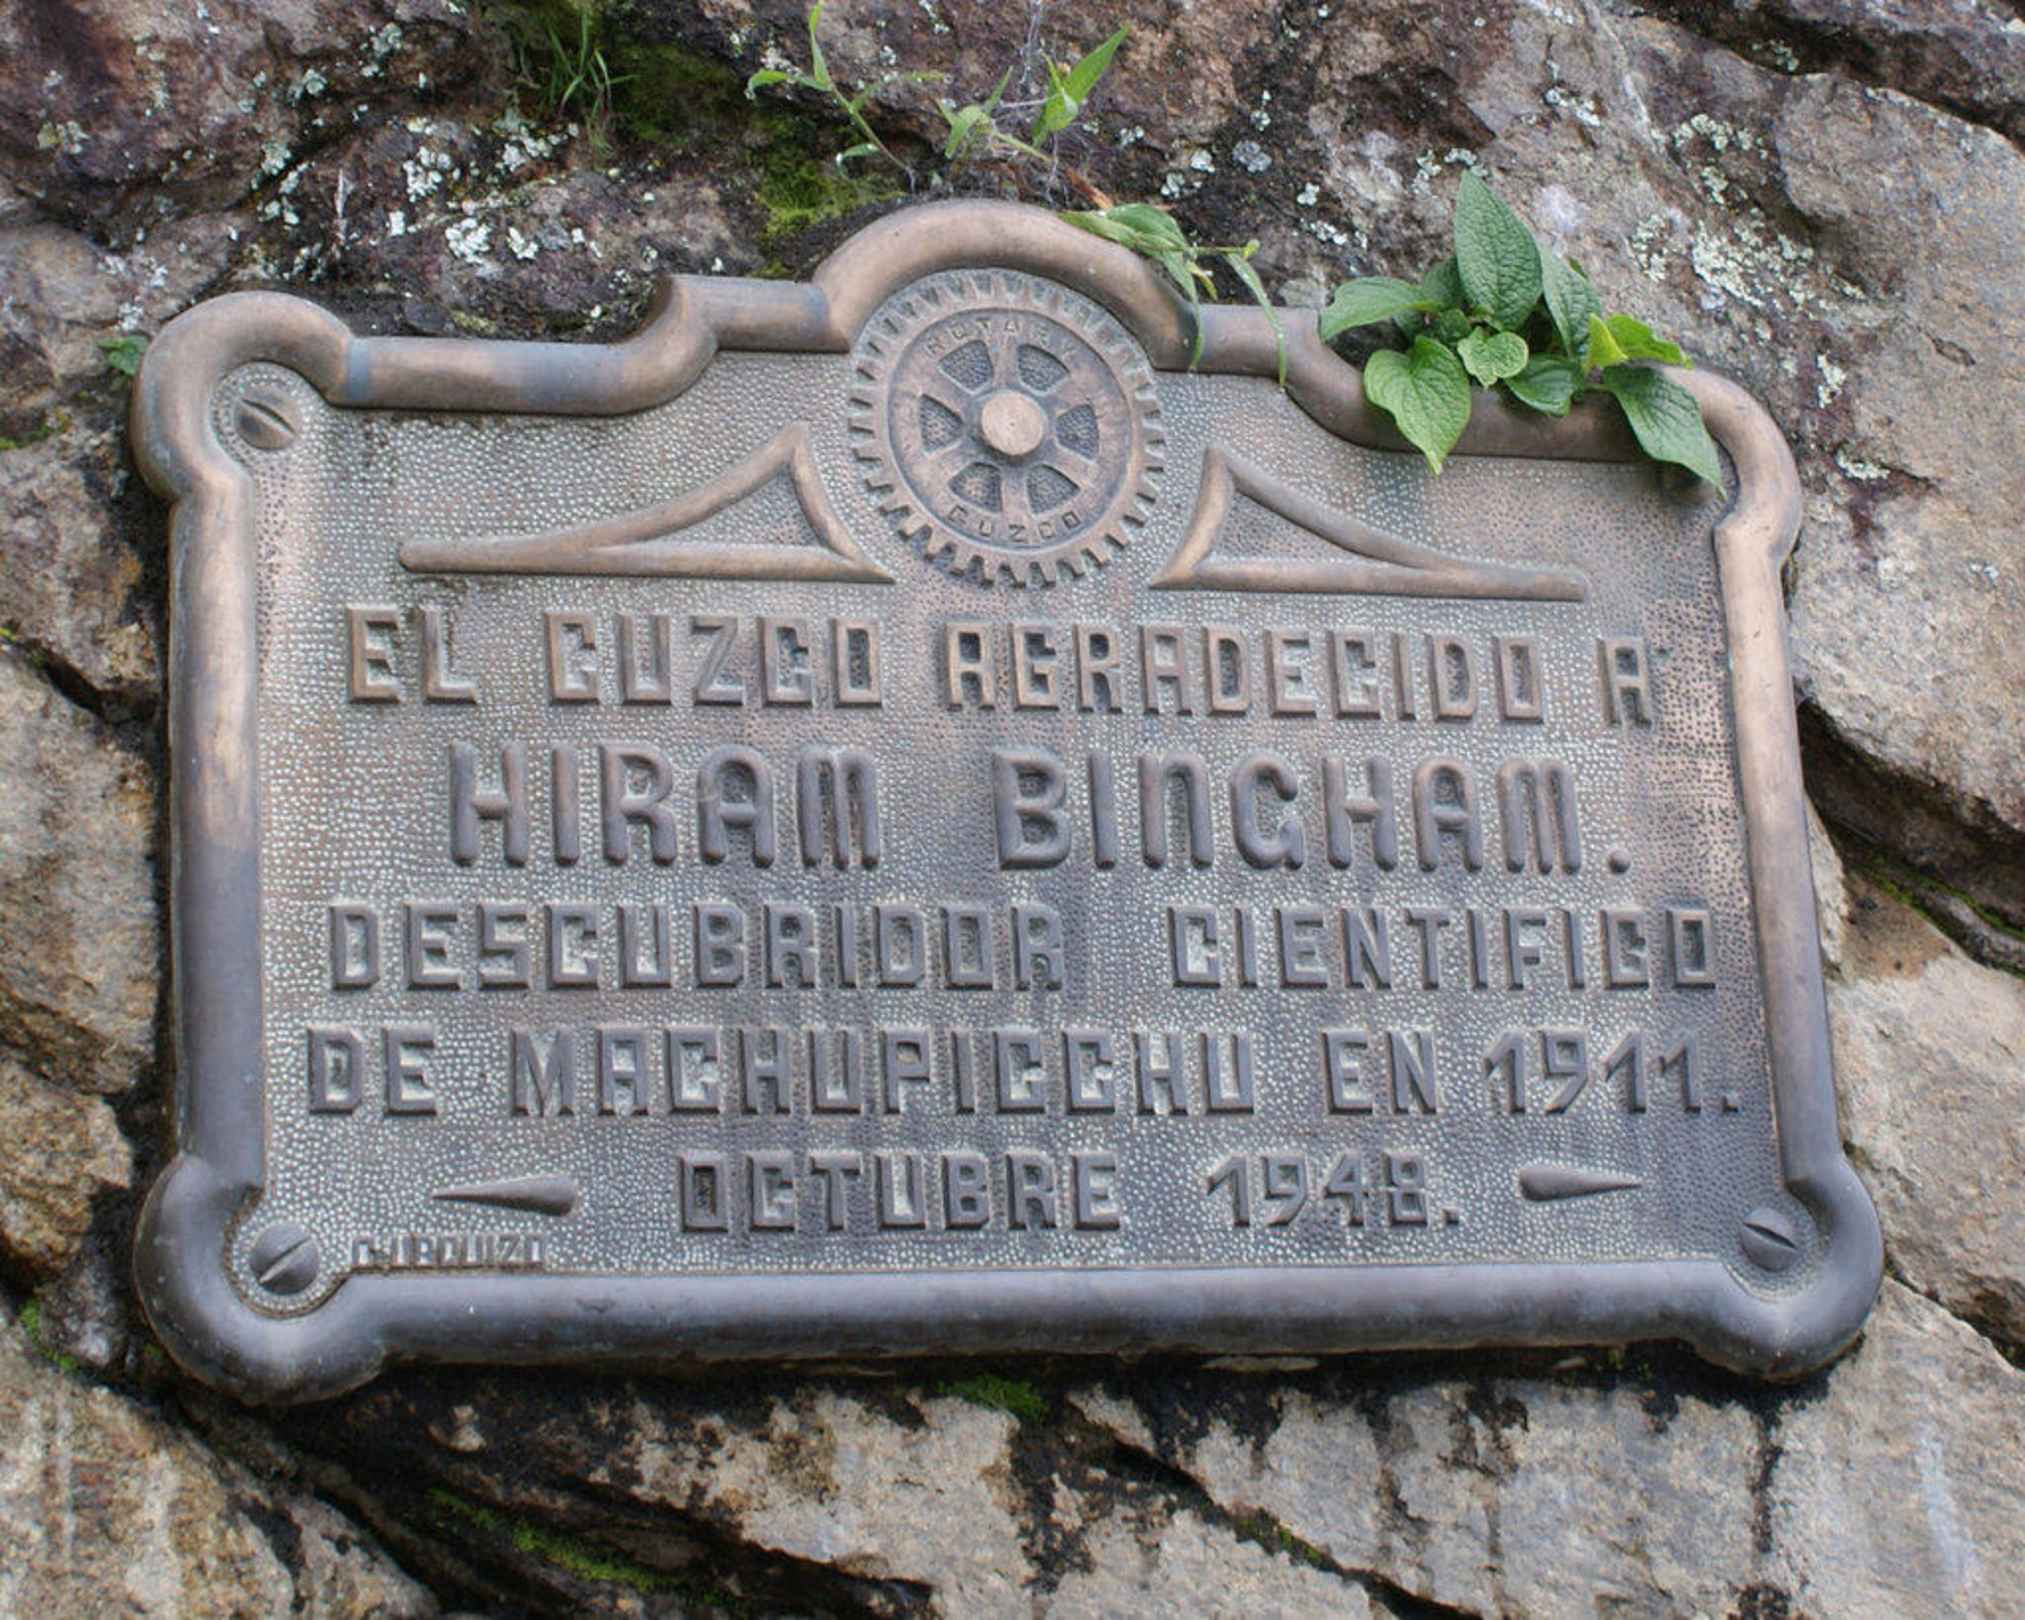 ROTARY
CUZCO
EL CUZCO AGRADECIDO A
HIRAM BINGHAM.
DESCUBRIDOR CIENTIFICO
DE MACHUPICCHU EN 1911.
OCTUBRE 1948.